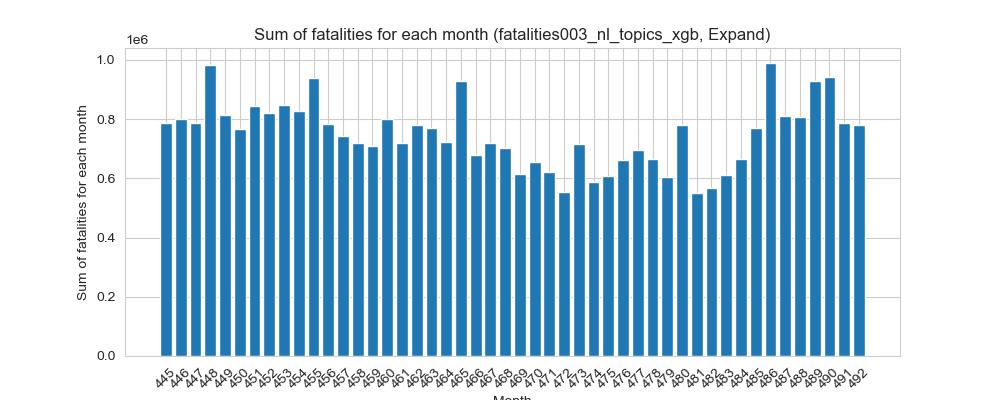 Sum of fatalities for each month (fatalities003_nl_topics_xgb, Expand)
1e6
1.0
0.8
0.6
0.4
0.2
0.0
Sum of fatalities for each month
445 446 447 448 449 450 451 452 453 454 455 456 457 458 459 460 461 462 463 464 465 466 467 468 469 470 471 472 473 474 475 476 477 478 479 480 481 482 483 484 485 486 487 488 489 490 491 492
Month